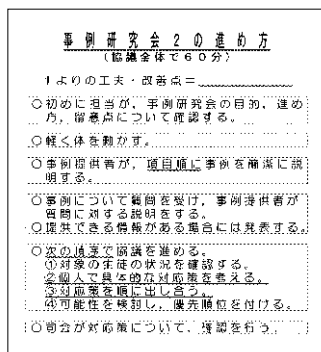 事例研究会２の進め方
(協議全体で６０分)
１よりの工夫・改善点＝
○初めに担当が、事例研究会の目的、進め
方、留意点について確認する。
○軽く体を動かす。
○事例提供者が、項目順に事例を簡潔に説
明する。
○事例について質問を受け、事例提供者が
質問に対する説明をする。
○提供できる情報がある場合には発表する。
○次の順序で協議を進める。
①対象の生徒の状況を確認する。
②個人で具体的な対応策を考える。
③対応策を順に出し合う。
④可能性を検討し、優先順位を付ける。
○司会が対応策について、確認を行う。